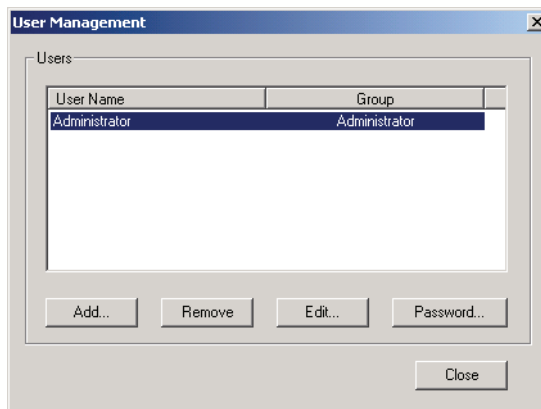 User Management
Users
User Name Group
Administrator Administrator
Add... Remove Edit... Password...
Close